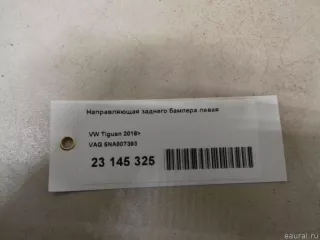 Направляющая заднего бампера левая
VW Tiguan 2016>
VAG 5NA807393
23 145 325
eaural.ru